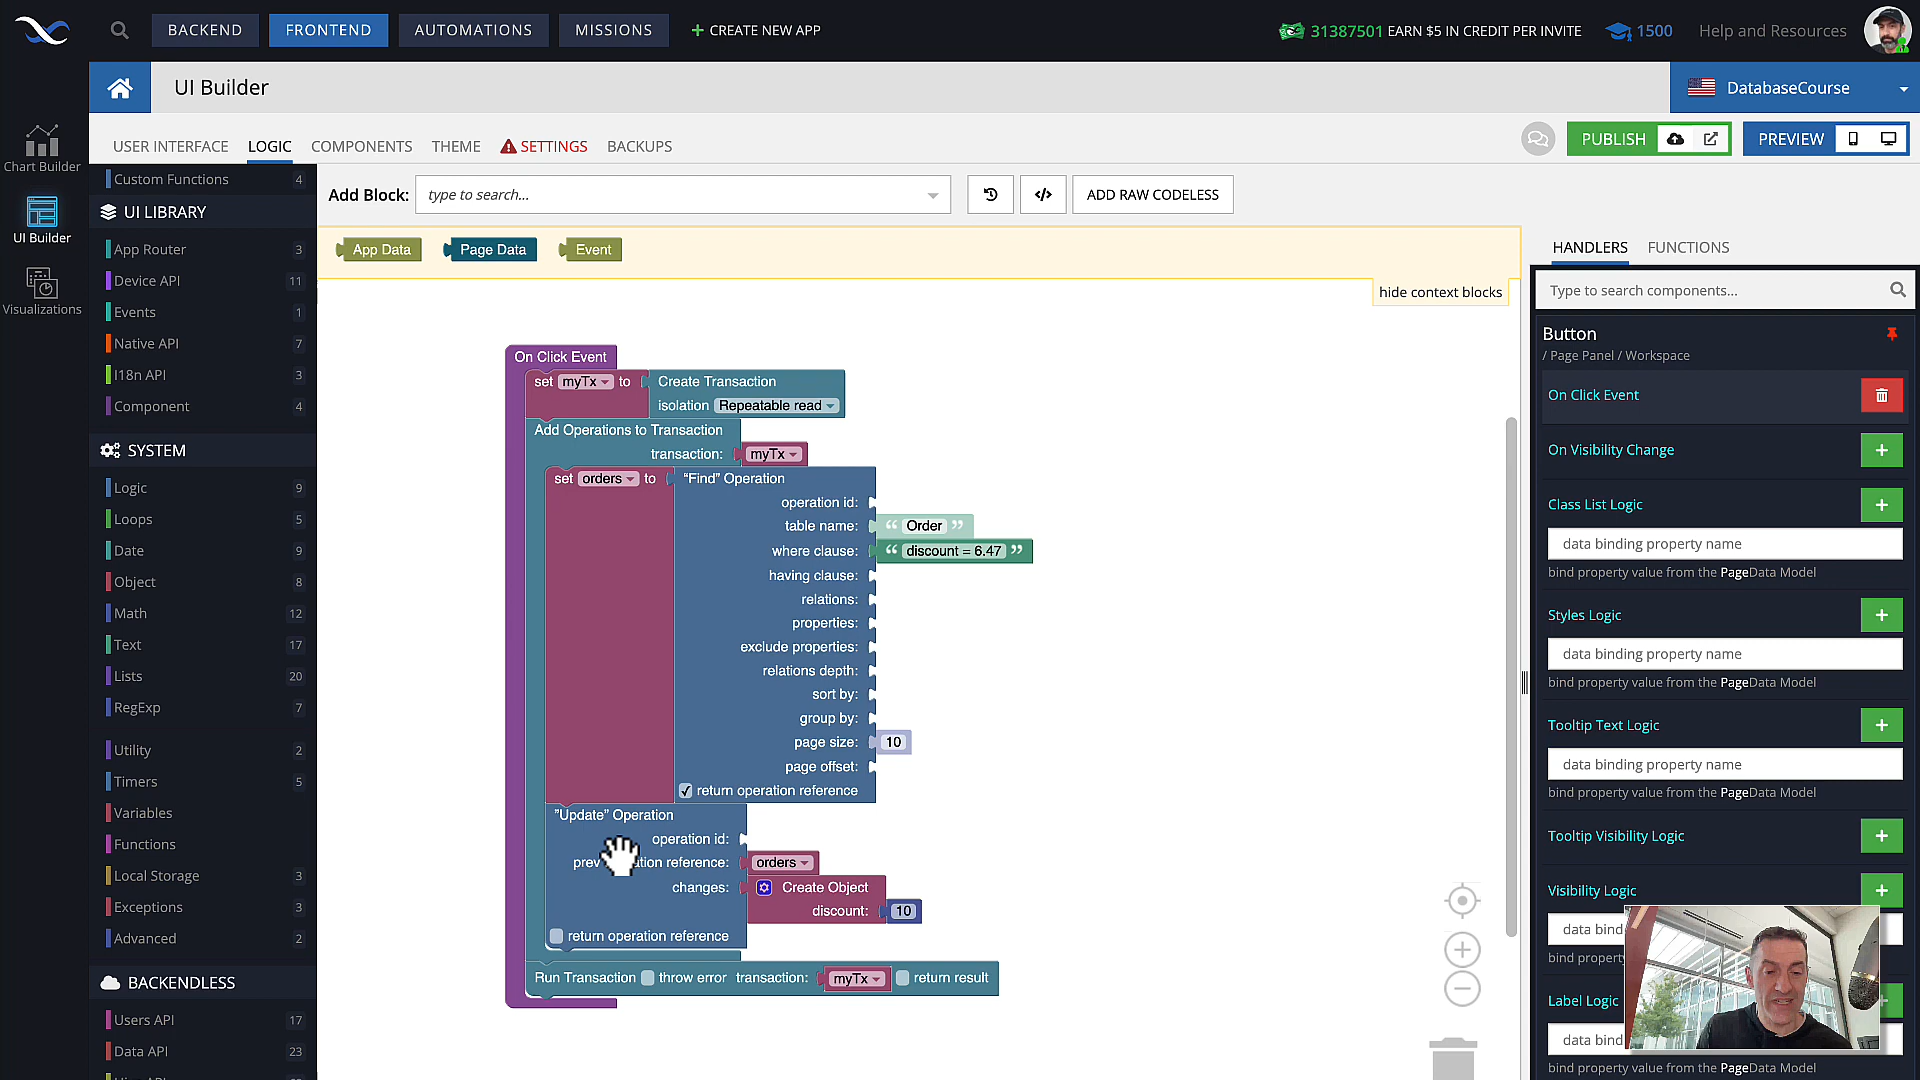 BACKEND
FRONTEND
AUTOMATIONS
MISSIONS
+ CREATE NEW APP
31387501 EARN $5 IN CREDIT PER INVITE
1500
Help and Resources
UI Builder
DatabaseCourse
USER INTERFACE
LOGIC
COMPONENTS
THEME
SETTINGS
BACKUPS
PUBLISH
PREVIEW
Chart Builder
UI Builder
Visualizations
Custom Functions 4
UI LIBRARY
App Router 3
Device API 11
Events 1
Native API 7
I18n API 3
Component 4
SYSTEM
Logic 9
Loops 5
Date 9
Object 8
Math 12
Text 17
Lists 20
RegExp 7
Utility 2
Timers 5
Variables
Functions
Local Storage 3
Exceptions 3
Advanced 2
BACKENDLESS
Users API 17
Data API 23
Add Block:
type to search...
</>
ADD RAW CODELESS
App Data
Page Data
Event
hide context blocks
On Click Event
set myTx to Create Transaction
isolation Repeatable read
Add Operations to Transaction
transaction: myTx
set orders to "Find" Operation
operation id:
table name: “ Order ”
where clause: “ discount = 6.47 ”
having clause:
relations:
properties:
exclude properties:
relations depth:
sort by:
group by:
page size: 10
page offset:
return operation reference
"Update" Operation
operation id:
reference: orders
changes: Create Object
discount: 10
return operation reference
Run Transaction throw error transaction: myTx return result
HANDLERS
FUNCTIONS
Type to search components...
Button
/ Page Panel / Workspace
On Click Event
On Visibility Change
Class List Logic
data binding property name
bind property value from the PageData Model
Styles Logic
data binding property name
bind property value from the PageData Model
Tooltip Text Logic
data binding property name
bind property value from the PageData Model
Tooltip Visibility Logic
Visibility Logic
data
Label Logic
data
bind property value from the PageData Model